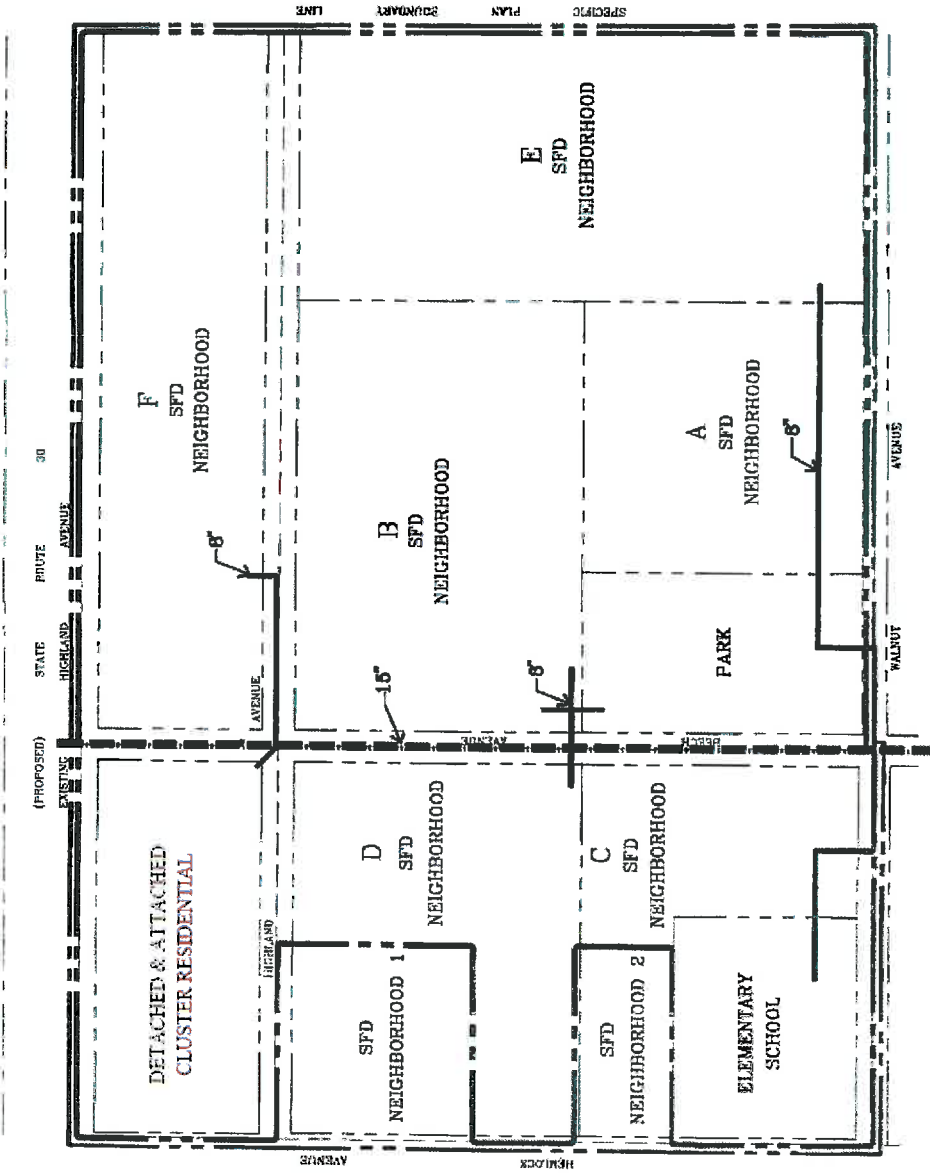 (PROPOSED) STATE ROUTE 30
EXISTING HIGHLAND AVENUE
SPECIFIC PLAN BOUNDARY LINE
DETACHED & ATTACHED
CLUSTER RESIDENTIAL
F
SFD
NEIGHBORHOOD
8"
HIGHLAND AVENUE
15"
SFD
NEIGHBORHOOD 1
D
SFD
NEIGHBORHOOD
B
SFD
NEIGHBORHOOD
E
SFD
NEIGHBORHOOD
BEECH AVENUE
8"
SFD
NEIGHBORHOOD 2
C
SFD
NEIGHBORHOOD
PARK
A
SFD
NEIGHBORHOOD
8"
ELEMENTARY
SCHOOL
HEMLOCK AVENUE
WALNUT AVENUE